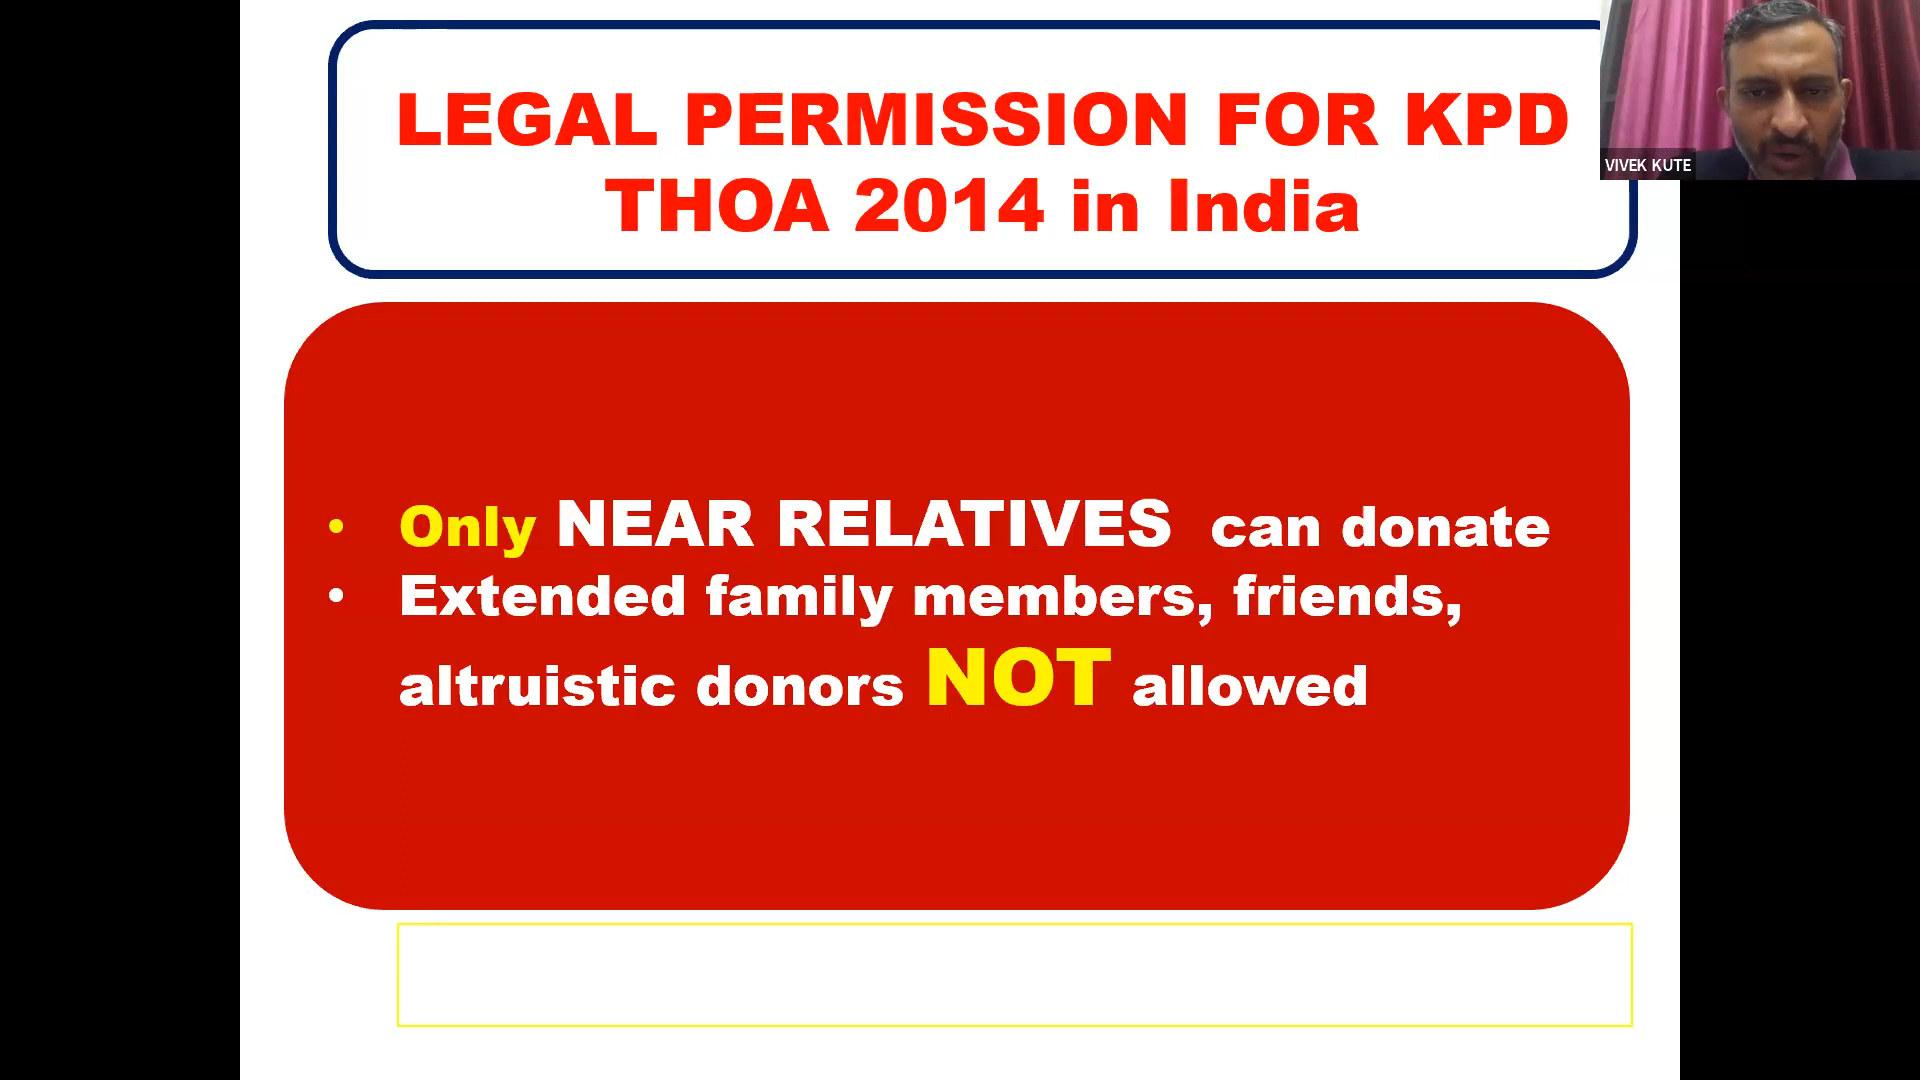 LEGAL PERMISSION FOR KPD
THOA 2014 in India
VIVEK KUTE
• Only NEAR RELATIVES can donate
• Extended family members, friends,
altruistic donors NOT allowed